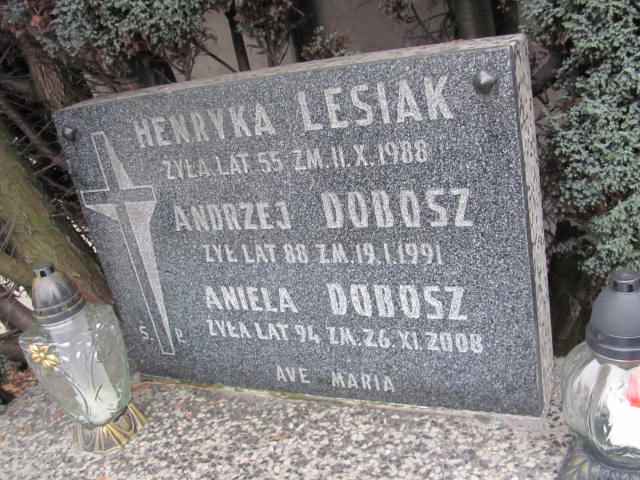 HENRYKA LESIAK
ŻYŁA LAT 55 ZM. 11.X.1988
ANDRZEJ DOBOSZ
ŻYŁ LAT 88 ZM. 19.1.1991
ANIELA DOBOSZ
ŻYŁA LAT 94 ZM. 26.XI.2008
S. P.
AVE MARIA